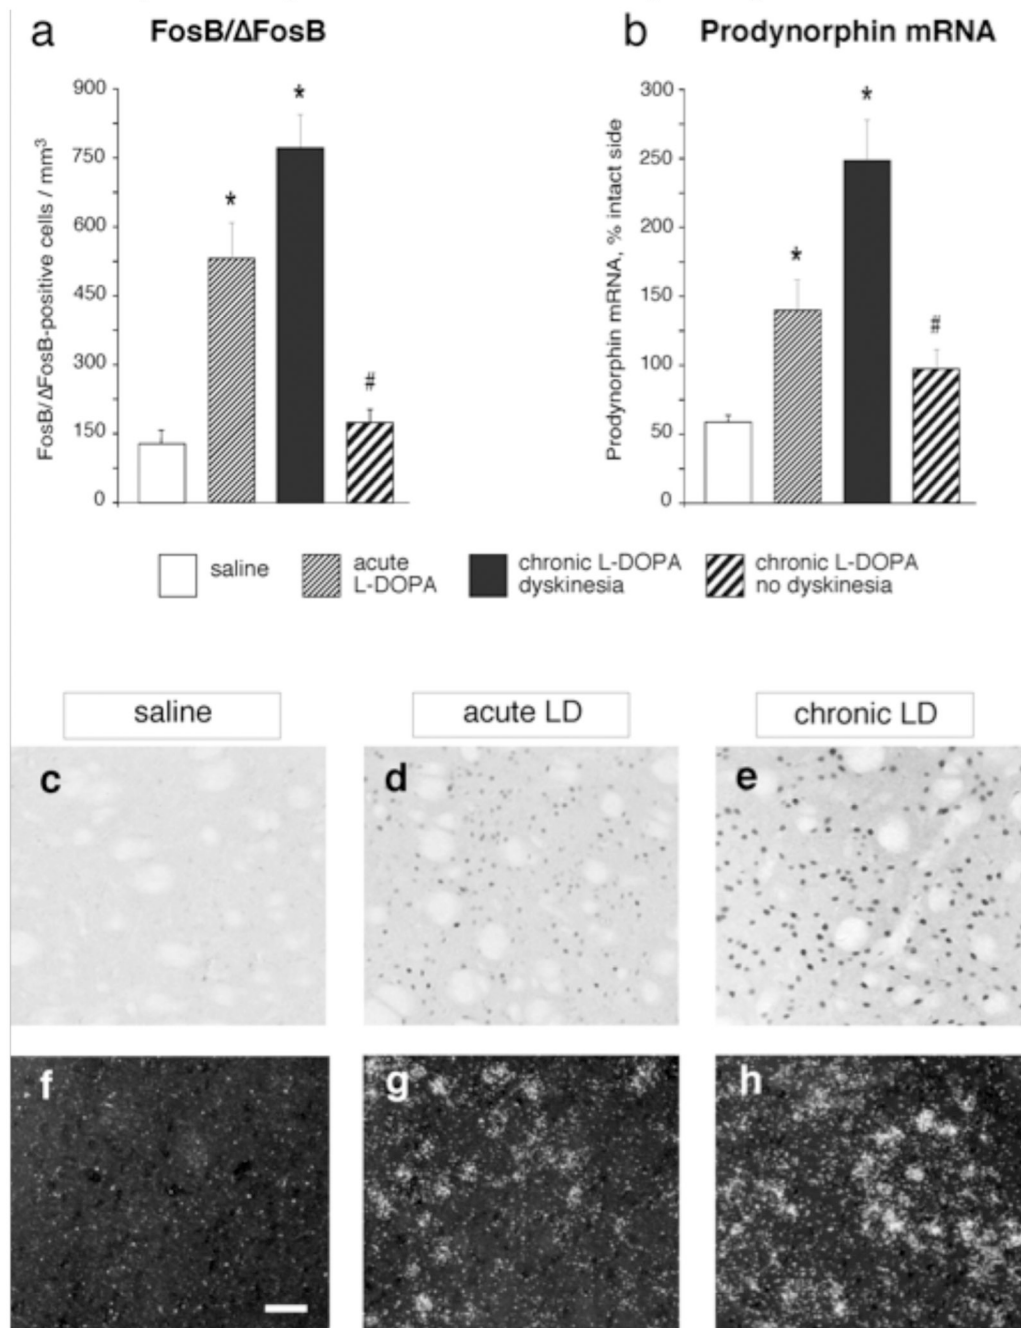 a FosB/ΔFosB
b Prodynorphin mRNA
FosB/ΔFosB-positive cells / mm³
900
750
600
450
300
150
0
*
*
#
Prodynorphin mRNA, % intact side
300
250
200
150
100
50
0
*
*
#
saline
acute
L-DOPA
chronic L-DOPA
dyskinesia
chronic L-DOPA
no dyskinesia
saline
acute LD
chronic LD
c
d
e
f
g
h